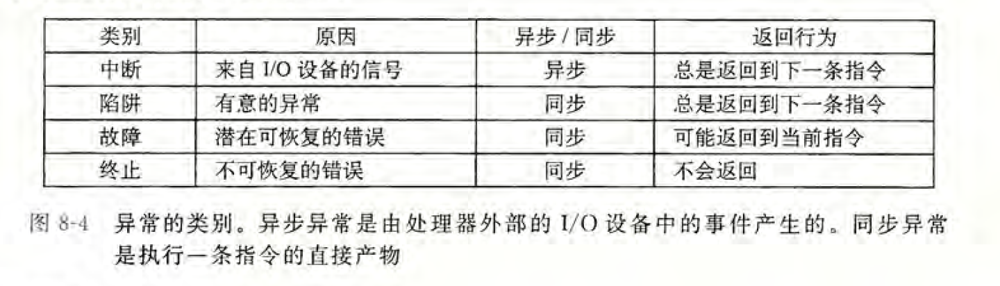 类别 原因 异步/同步 返回行为
中断 来自 I/O 设备的信号 异步 总是返回到下一条指令
陷阱 有意的异常 同步 总是返回到下一条指令
故障 潜在可恢复的错误 同步 可能返回到当前指令
终止 不可恢复的错误 同步 不会返回
图 8-4 异常的类别。异步异常是由处理器外部的 I/O 设备中的事件产生的。同步异常
是执行一条指令的直接产物